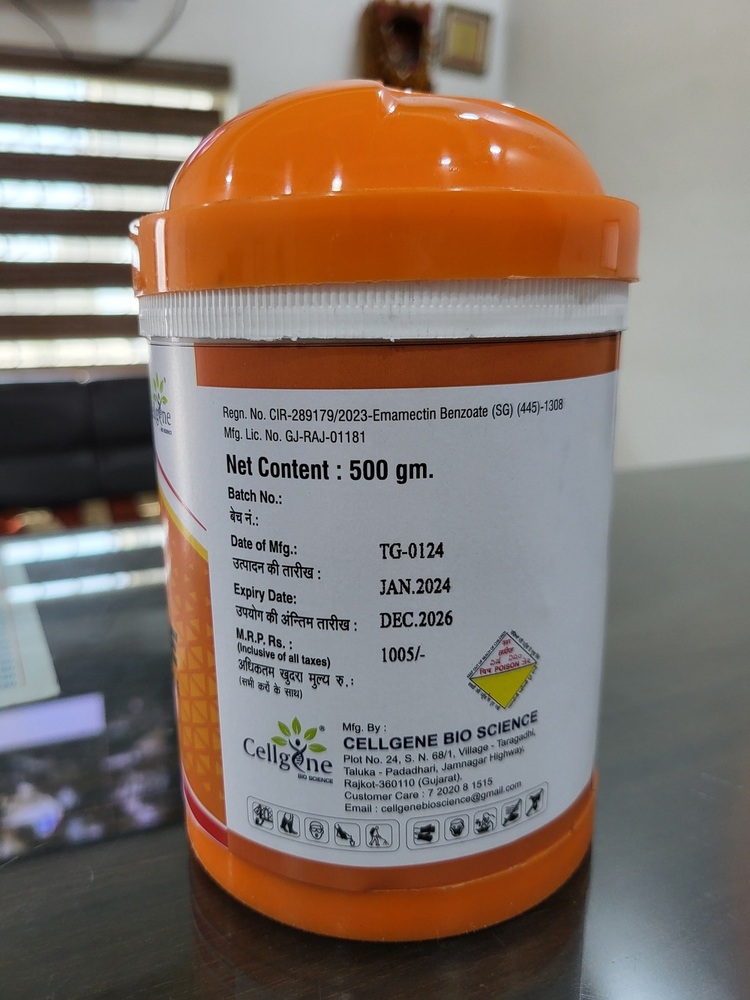 Regn. No. CIR-289179/2023-Emamectin Benzoate (SG) (445)-1308
Mfg. Lic. No. GJ-RAJ-01181
Net Content : 500 gm.
Batch No.:
बेच नं.:
TG-0124
Date of Mfg.:
उत्पादन की तारीख :
JAN.2024
Expiry Date:
उपयोग की अंन्तिम तारीख :
DEC.2026
M.R.P. Rs. :
(inclusive of all taxes)
अधिकतम खुदरा मुल्य रु.:
(सभी करों के साथ)
1005/-
POISON
Cellgene
BIO SCIENCE
Mfg. By :
CELLGENE BIO SCIENCE
Plot No. 24, S. N. 68/1, Village - Taragadhi,
Taluka - Padadhari, Jamnagar Highway,
Rajkot-360110 (Gujarat).
Customer Care : 7 2020 8 1515
Email : cellgenebioscience@gmail.com